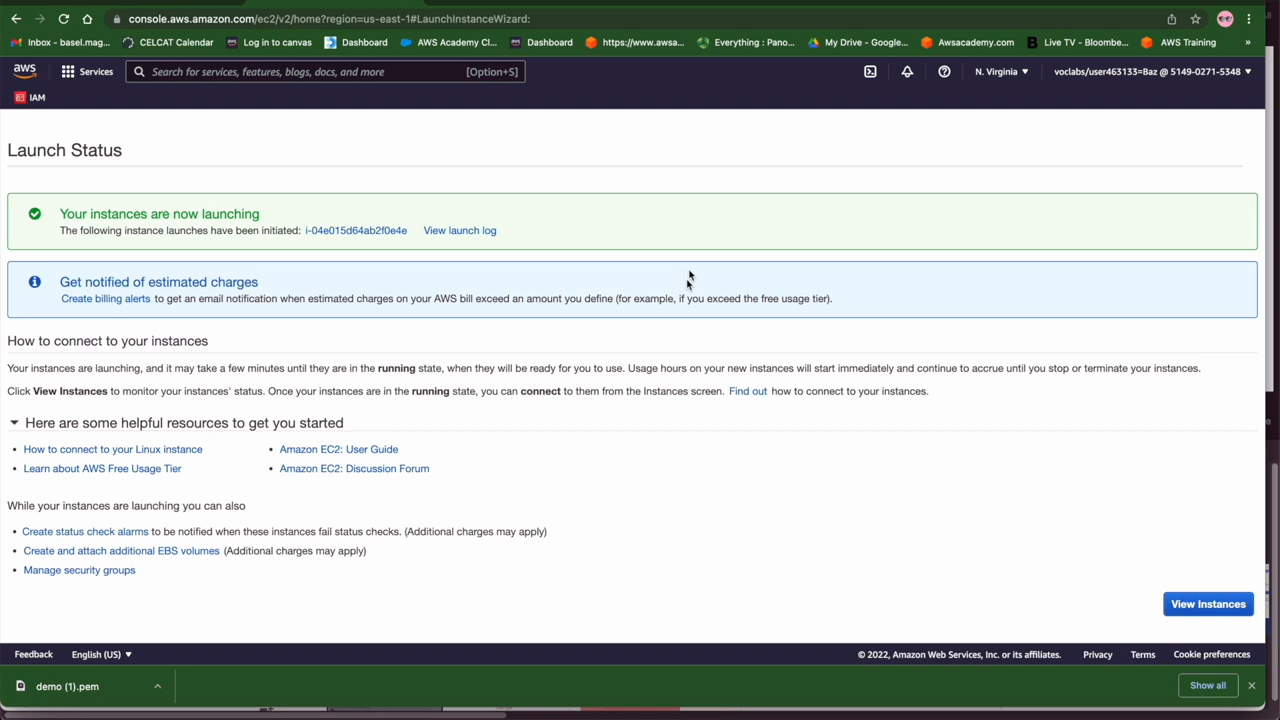 console.aws.amazon.com/ec2/v2/home?region=us-east-1#LaunchInstanceWizard:
Inbox - basel.mag... CELCAT Calendar Log in to canvas Dashboard AWS Academy Cl... Dashboard https://www.awsa... Everything : Pano... My Drive - Google... Awsacademy.com Live TV - Bloombe... AWS Training »
aws Services Search for services, features, blogs, docs, and more [Option+S] N. Virginia ▼ voclabs/user463133=Baz @ 5149-0271-5348 ▼
IAM
Launch Status
Your instances are now launching
The following instance launches have been initiated: i-04e015d64ab2f0e4e View launch log
Get notified of estimated charges
Create billing alerts to get an email notification when estimated charges on your AWS bill exceed an amount you define (for example, if you exceed the free usage tier).
How to connect to your instances
Your instances are launching, and it may take a few minutes until they are in the running state, when they will be ready for you to use. Usage hours on your new instances will start immediately and continue to accrue until you stop or terminate your instances.
Click View Instances to monitor your instances' status. Once your instances are in the running state, you can connect to them from the Instances screen. Find out how to connect to your instances.
Here are some helpful resources to get you started
• How to connect to your Linux instance • Amazon EC2: User Guide
• Learn about AWS Free Usage Tier • Amazon EC2: Discussion Forum
While your instances are launching you can also
• Create status check alarms to be notified when these instances fail status checks. (Additional charges may apply)
• Create and attach additional EBS volumes (Additional charges may apply)
• Manage security groups
View Instances
Feedback English (US) ▼ © 2022, Amazon Web Services, Inc. or its affiliates. Privacy Terms Cookie preferences
demo (1).pem Show all